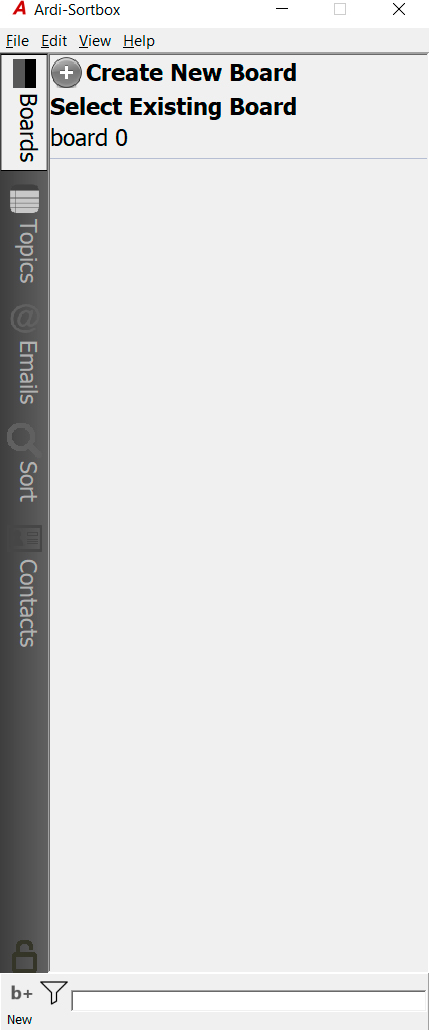 Ardi-Sortbox
File Edit View Help
Boards
Topics
@ Emails
Sort
Contacts
Create New Board
Select Existing Board
board 0
b+
New